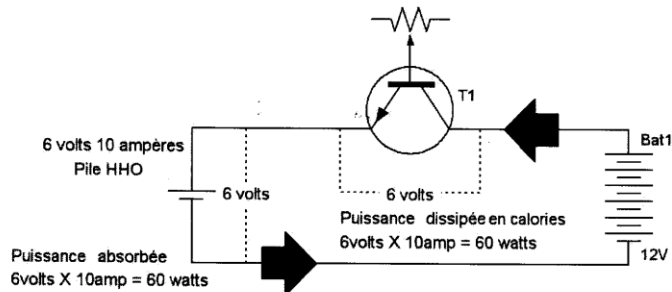 T1
6 volts 10 ampères
Pile HHO
Bat1
6 volts
6 volts
Puissance dissipée en calories
6volts X 10amp = 60 watts
Puissance absorbée
6volts X 10amp = 60 watts
12V